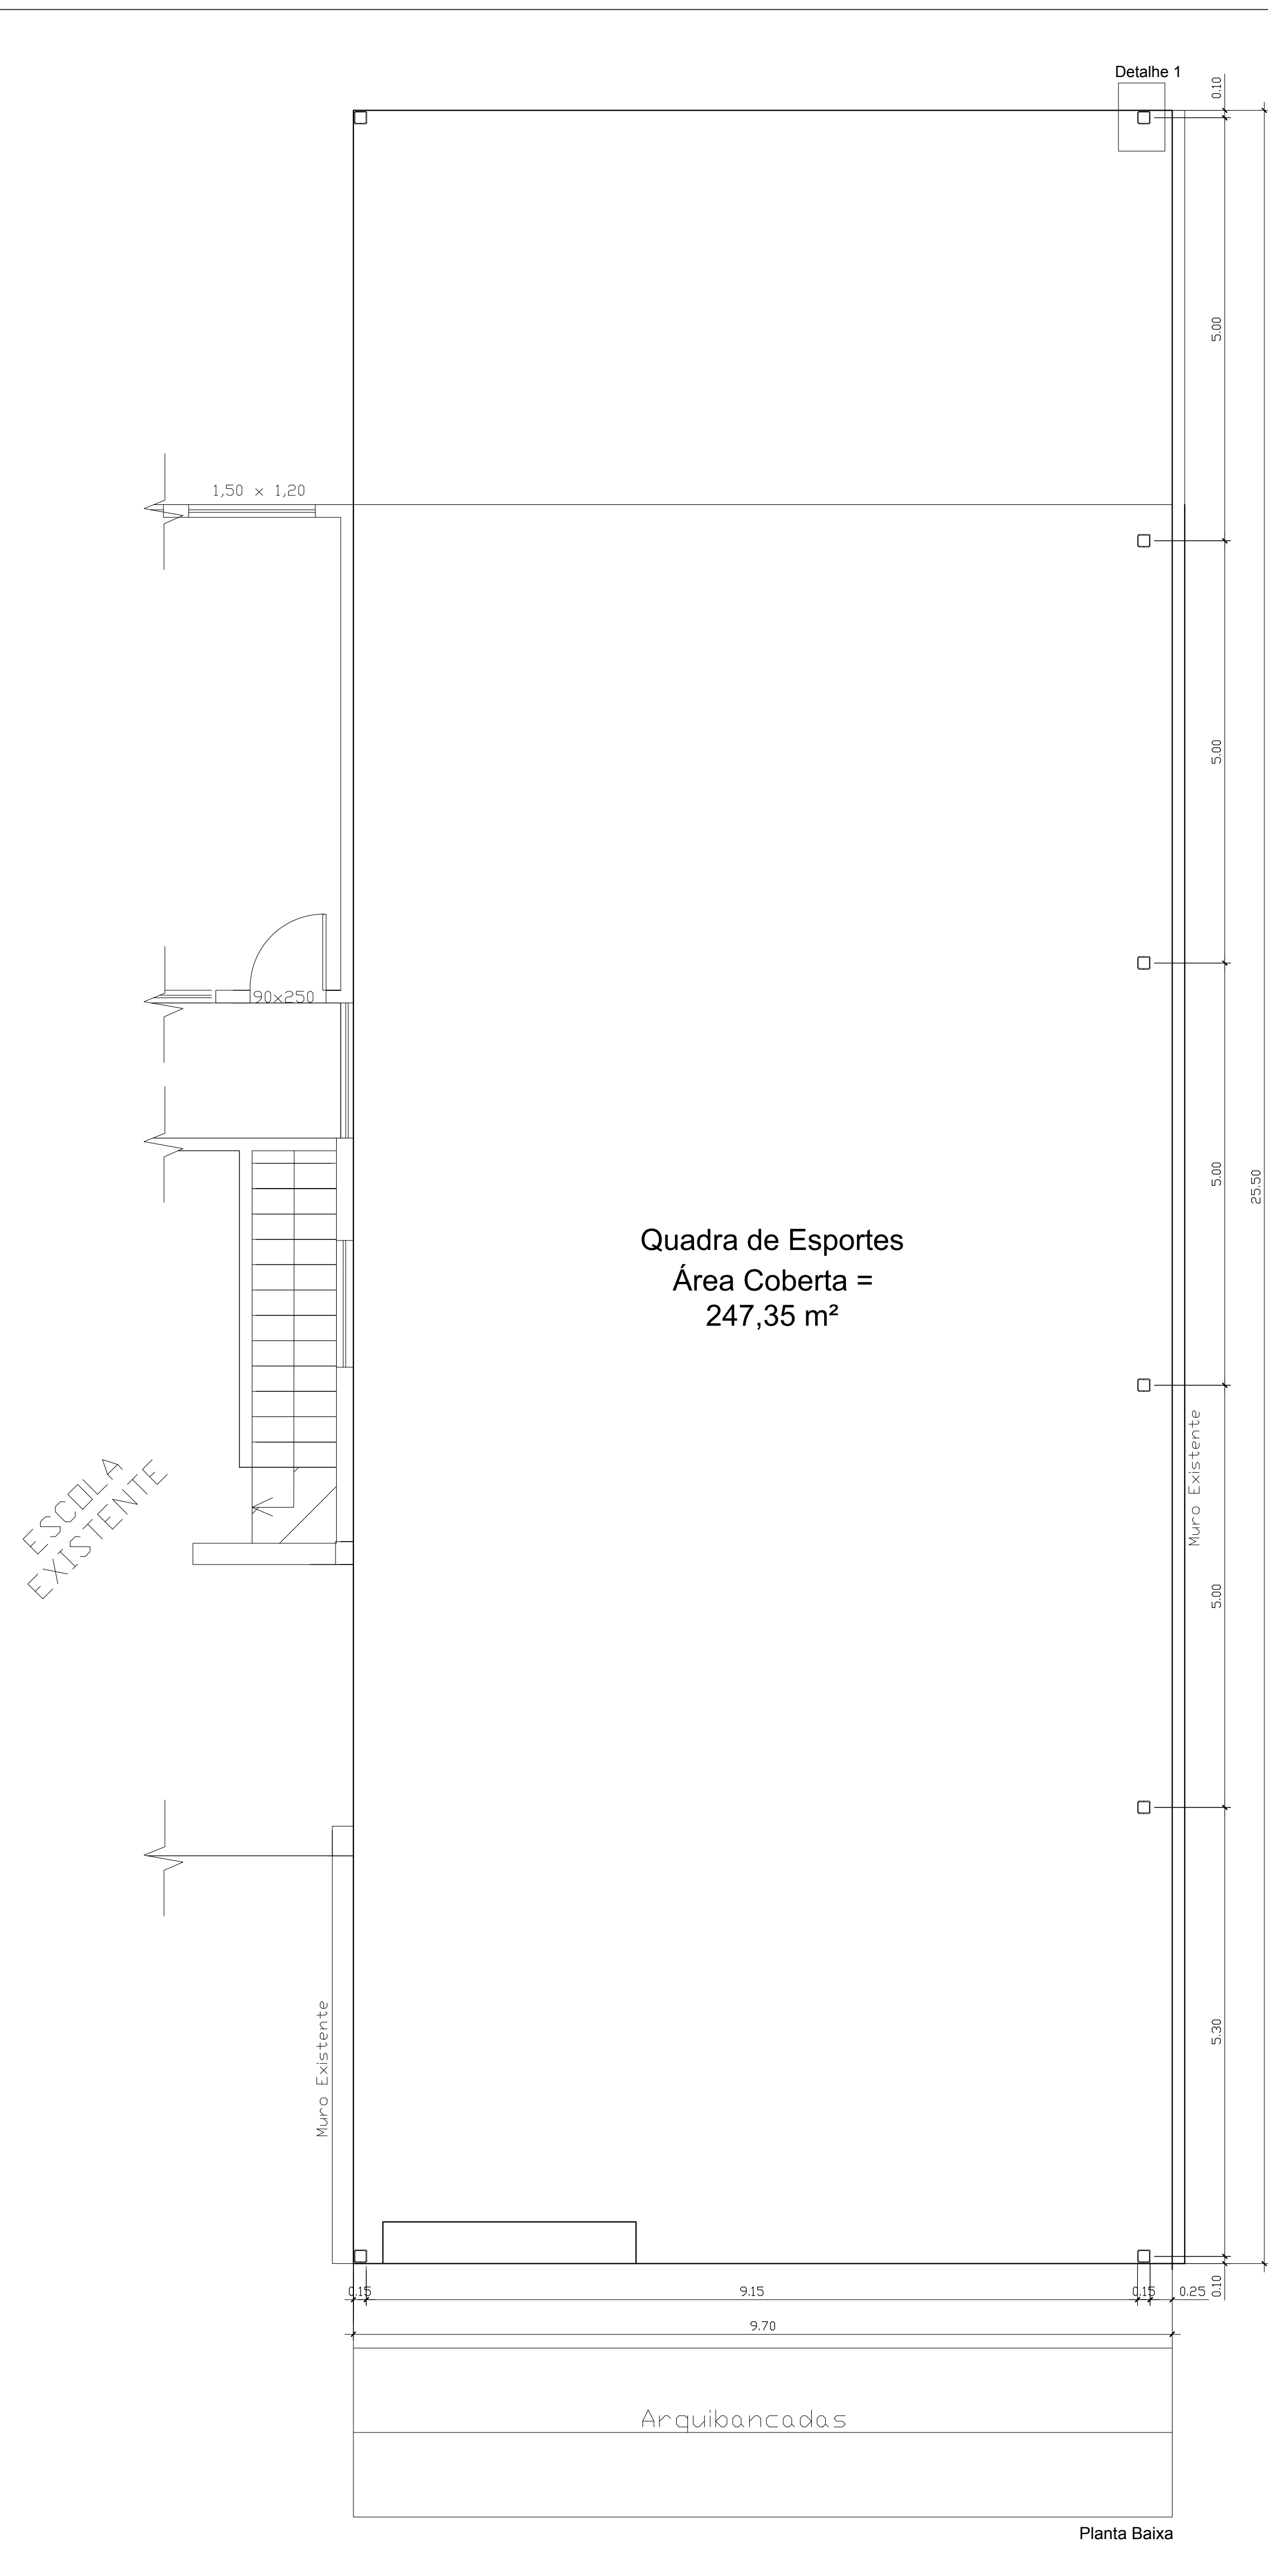 Detalhe 1
0.10
5.00
1,50 x 1,20
5.00
90x250
5.00
25.50
Quadra de Esportes
Área Coberta =
247,35 m²
Muro Existente
ESCOLA
EXISTENTE
5.00
Muro Existente
5.30
0.15
9.15
0.15
0.25
0.10
9.70
Arquibancadas
Planta Baixa